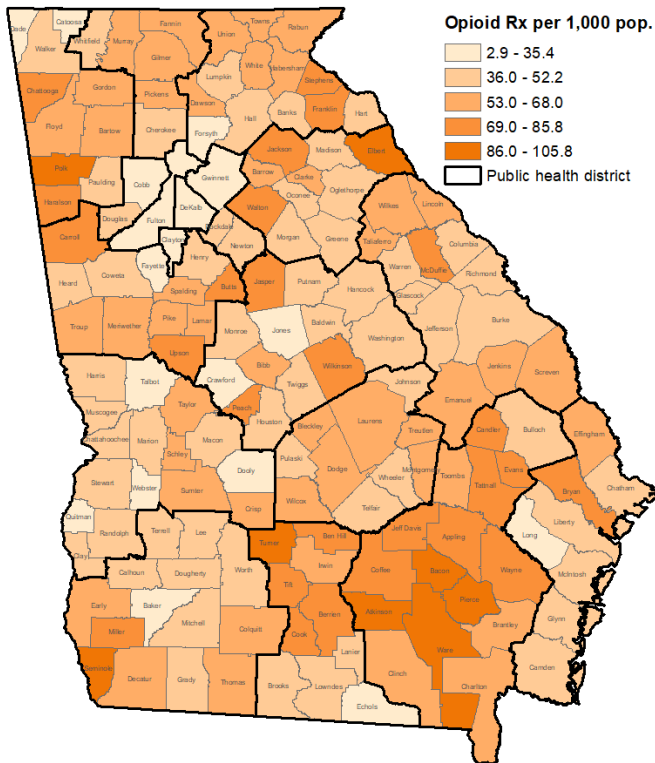 Opioid Rx per 1,000 pop.
2.9 - 35.4
36.0 - 52.2
53.0 - 68.0
69.0 - 85.8
86.0 - 105.8
Public health district
Dade
Catoosa
Walker
Whitfield
Murray
Fannin
Gilmer
Union
Towns
Rabun
White
Habersham
Lumpkin
Stephens
Chattooga
Gordon
Pickens
Dawson
Hall
Banks
Franklin
Hart
Floyd
Bartow
Cherokee
Forsyth
Jackson
Madison
Elbert
Polk
Paulding
Cobb
Gwinnett
Barrow
Clarke
Oconee
Oglethorpe
Wilkes
Lincoln
Haralson
Douglas
Fulton
DeKalb
Rockdale
Walton
Morgan
Greene
Taliaferro
Columbia
Carroll
Clayton
Newton
McDuffie
Warren
Richmond
Heard
Coweta
Fayette
Henry
Spalding
Butts
Jasper
Putnam
Hancock
Glascock
Burke
Jefferson
Troup
Meriwether
Pike
Lamar
Monroe
Jones
Baldwin
Washington
Upson
Bibb
Wilkinson
Jenkins
Screven
Harris
Talbot
Crawford
Twiggs
Johnson
Emanuel
Taylor
Peach
Muscogee
Houston
Laurens
Candler
Bulloch
Effingham
Chattahoochee
Marion
Macon
Bleckley
Treutlen
Schley
Pulaski
Dodge
Montgomery
Toombs
Tattnall
Evans
Bryan
Chatham
Stewart
Webster
Sumter
Dooly
Wheeler
Wilcox
Telfair
Crisp
Long
Liberty
Quitman
Randolph
Terrell
Lee
Turner
Ben Hill
Jeff Davis
Appling
Clay
Calhoun
Dougherty
Worth
Irwin
Coffee
Bacon
Wayne
McIntosh
Tift
Early
Baker
Mitchell
Colquitt
Berrien
Atkinson
Pierce
Miller
Cook
Ware
Brantley
Glynn
Lanier
Seminole
Decatur
Grady
Thomas
Brooks
Lowndes
Clinch
Charlton
Camden
Echols